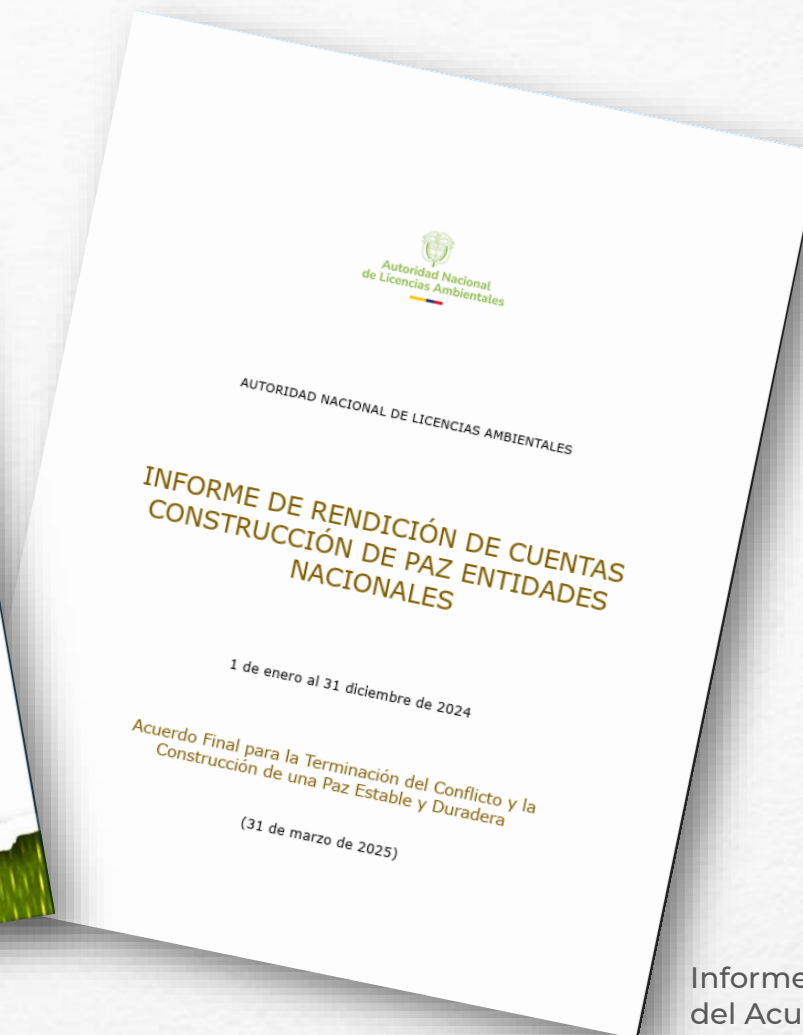 Autoridad Nacional
de Licencias Ambientales
AUTORIDAD NACIONAL DE LICENCIAS AMBIENTALES
INFORME DE RENDICIÓN DE CUENTAS
CONSTRUCCIÓN DE PAZ ENTIDADES
NACIONALES
1 de enero al 31 diciembre de 2024
Acuerdo Final para la Terminación del Conflicto y la
Construcción de una Paz Estable y Duradera
(31 de marzo de 2025)
Informe
del Acu